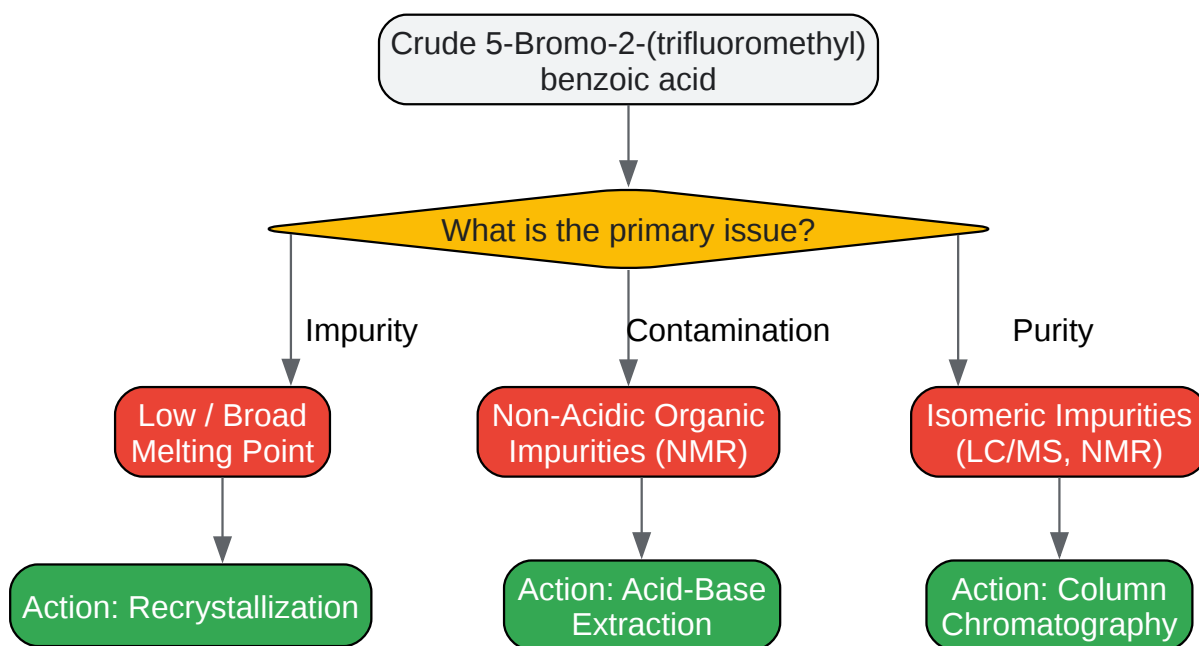 Crude 5-Bromo-2-(trifluoromethyl)
benzoic acid
What is the primary issue?
Impurity
Contamination
Purity
Low / Broad
Melting Point
Non-Acidic Organic
Impurities (NMR)
Isomeric Impurities
(LC/MS, NMR)
Action: Recrystallization
Action: Acid-Base
Extraction
Action: Column
Chromatography